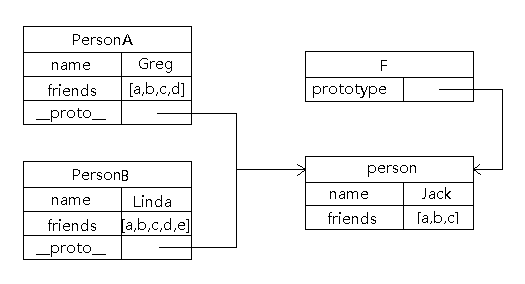 PersonA
name Greg
friends [a,b,c,d]
__proto__
PersonB
name Linda
friends [a,b,c,d,e]
__proto__
F
prototype
person
name Jack
friends [a,b,c]